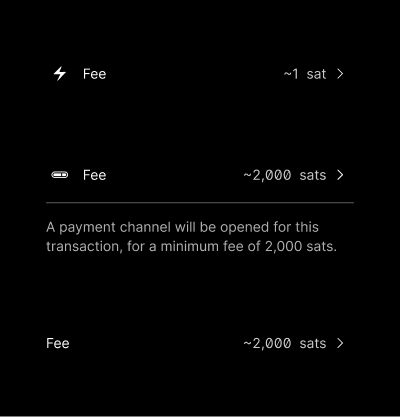 Fee ~1 sat
Fee ~2,000 sats
A payment channel will be opened for this
transaction, for a minimum fee of 2,000 sats.
Fee ~2,000 sats